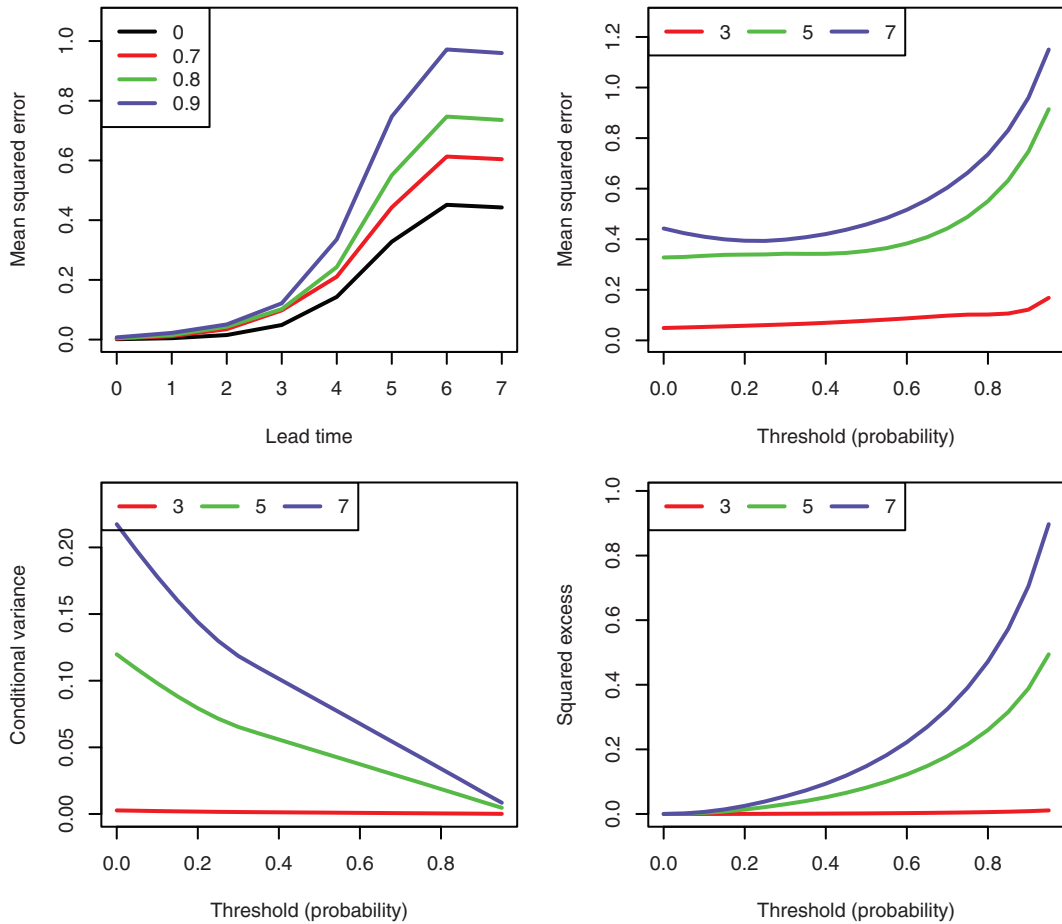 0
0.7
0.8
0.9
Mean squared error
0.0 0.2 0.4 0.6 0.8 1.0
0 1 2 3 4 5 6 7
Lead time
3 5 7
Mean squared error
0.0 0.2 0.4 0.6 0.8 1.0 1.2
0.0 0.2 0.4 0.6 0.8
Threshold (probability)
3 5 7
Conditional variance
0.00 0.05 0.10 0.15 0.20
0.0 0.2 0.4 0.6 0.8
Threshold (probability)
3 5 7
Squared excess
0.0 0.2 0.4 0.6 0.8 1.0
0.0 0.2 0.4 0.6 0.8
Threshold (probability)